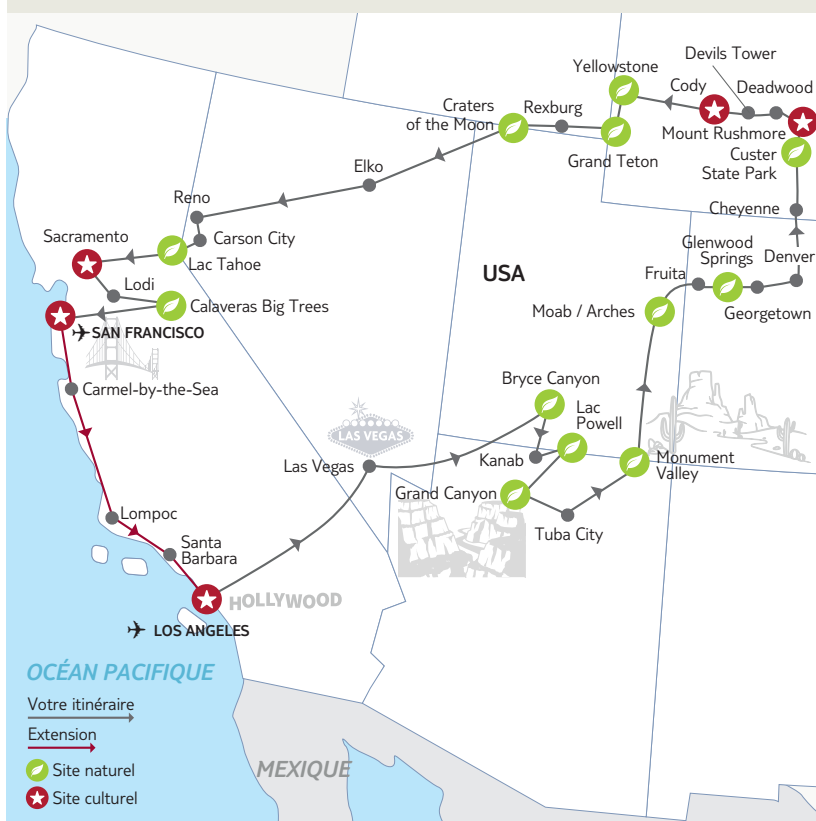 Devils Tower
Yellowstone
Cody
Deadwood
Craters
of the Moon
Rexburg
Mount Rushmore
Grand Teton
Custer
State Park
Elko
Reno
Cheyenne
Sacramento
Carson City
Glenwood
Springs
Denver
Lac Tahoe
USA
Fruita
Lodi
Calaveras Big Trees
Moab / Arches
Georgetown
SAN FRANCISCO
Bryce Canyon
Carmel-by-the-Sea
Lac
Powell
LAS VEGAS
Las Vegas
Kanab
Monument
Valley
Grand Canyon
Lompoc
Tuba City
Santa
Barbara
HOLLYWOOD
LOS ANGELES
OCÉAN PACIFIQUE
Votre itinéraire
Extension
MEXIQUE
Site naturel
Site culturel